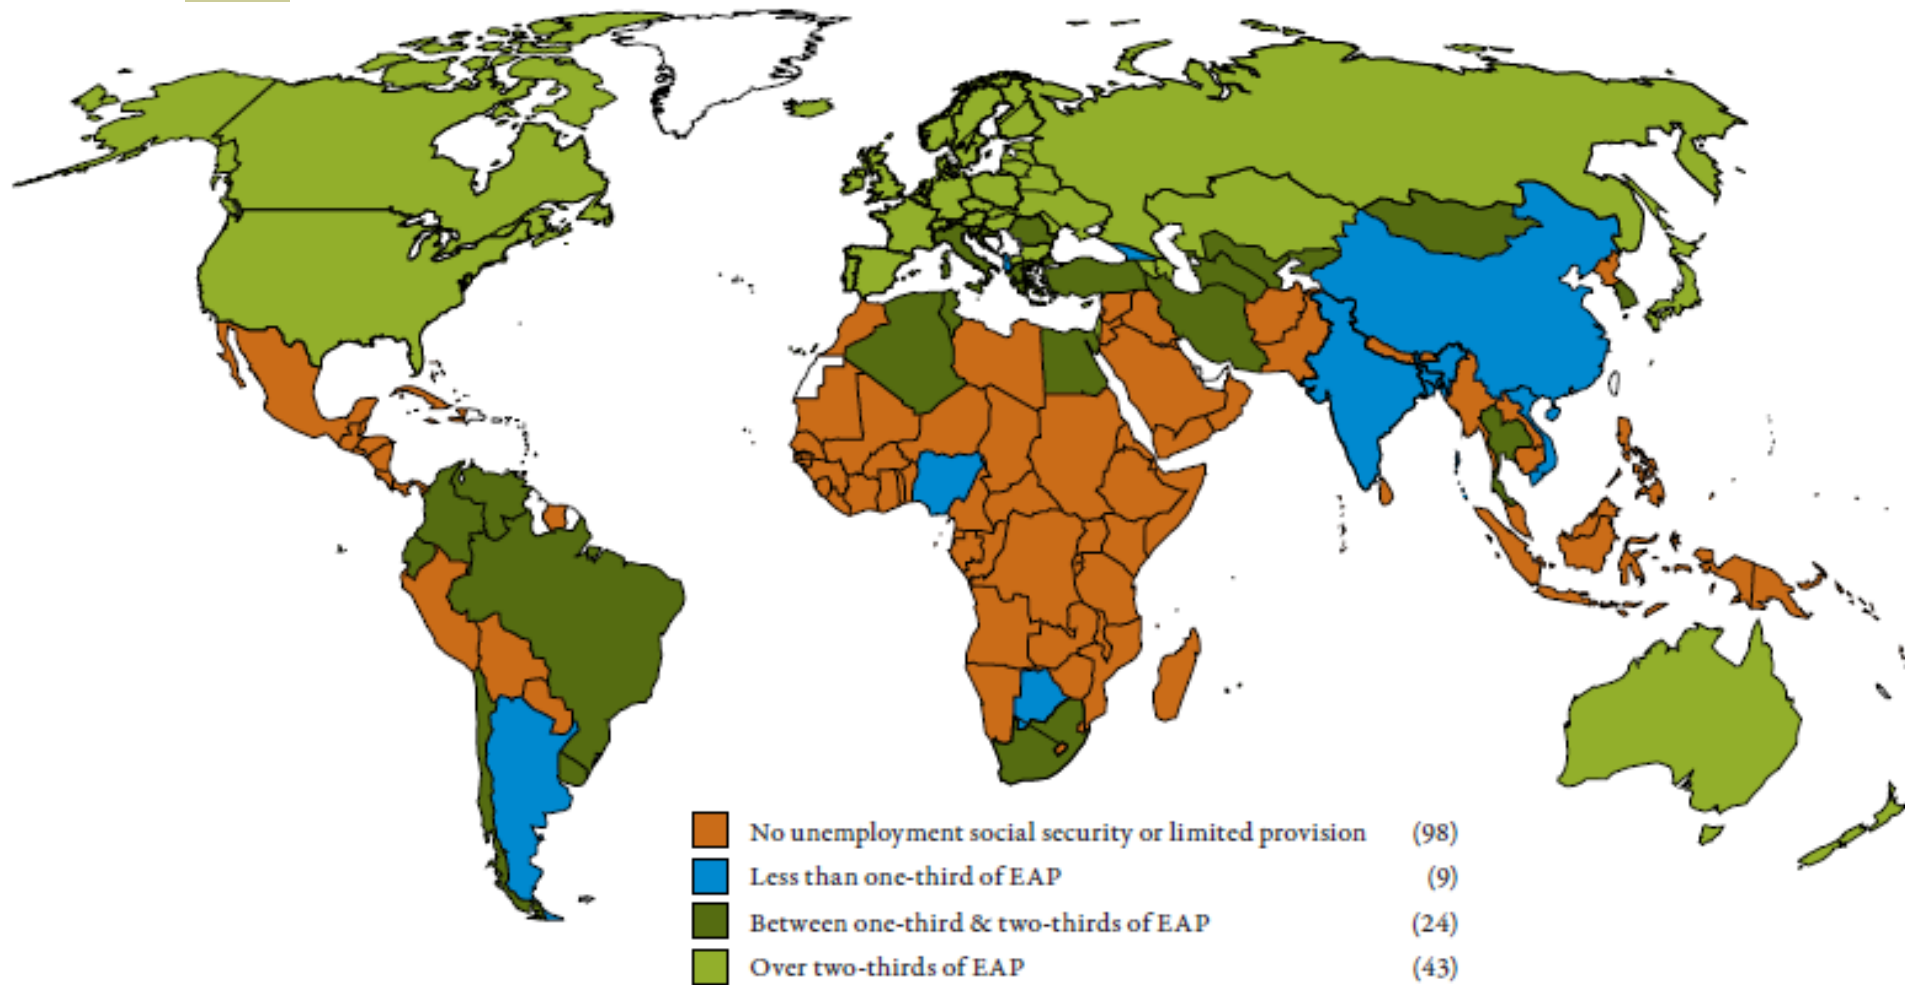 No unemployment social security or limited provision (98)
Less than one-third of EAP (9)
Between one-third & two-thirds of EAP (24)
Over two-thirds of EAP (43)